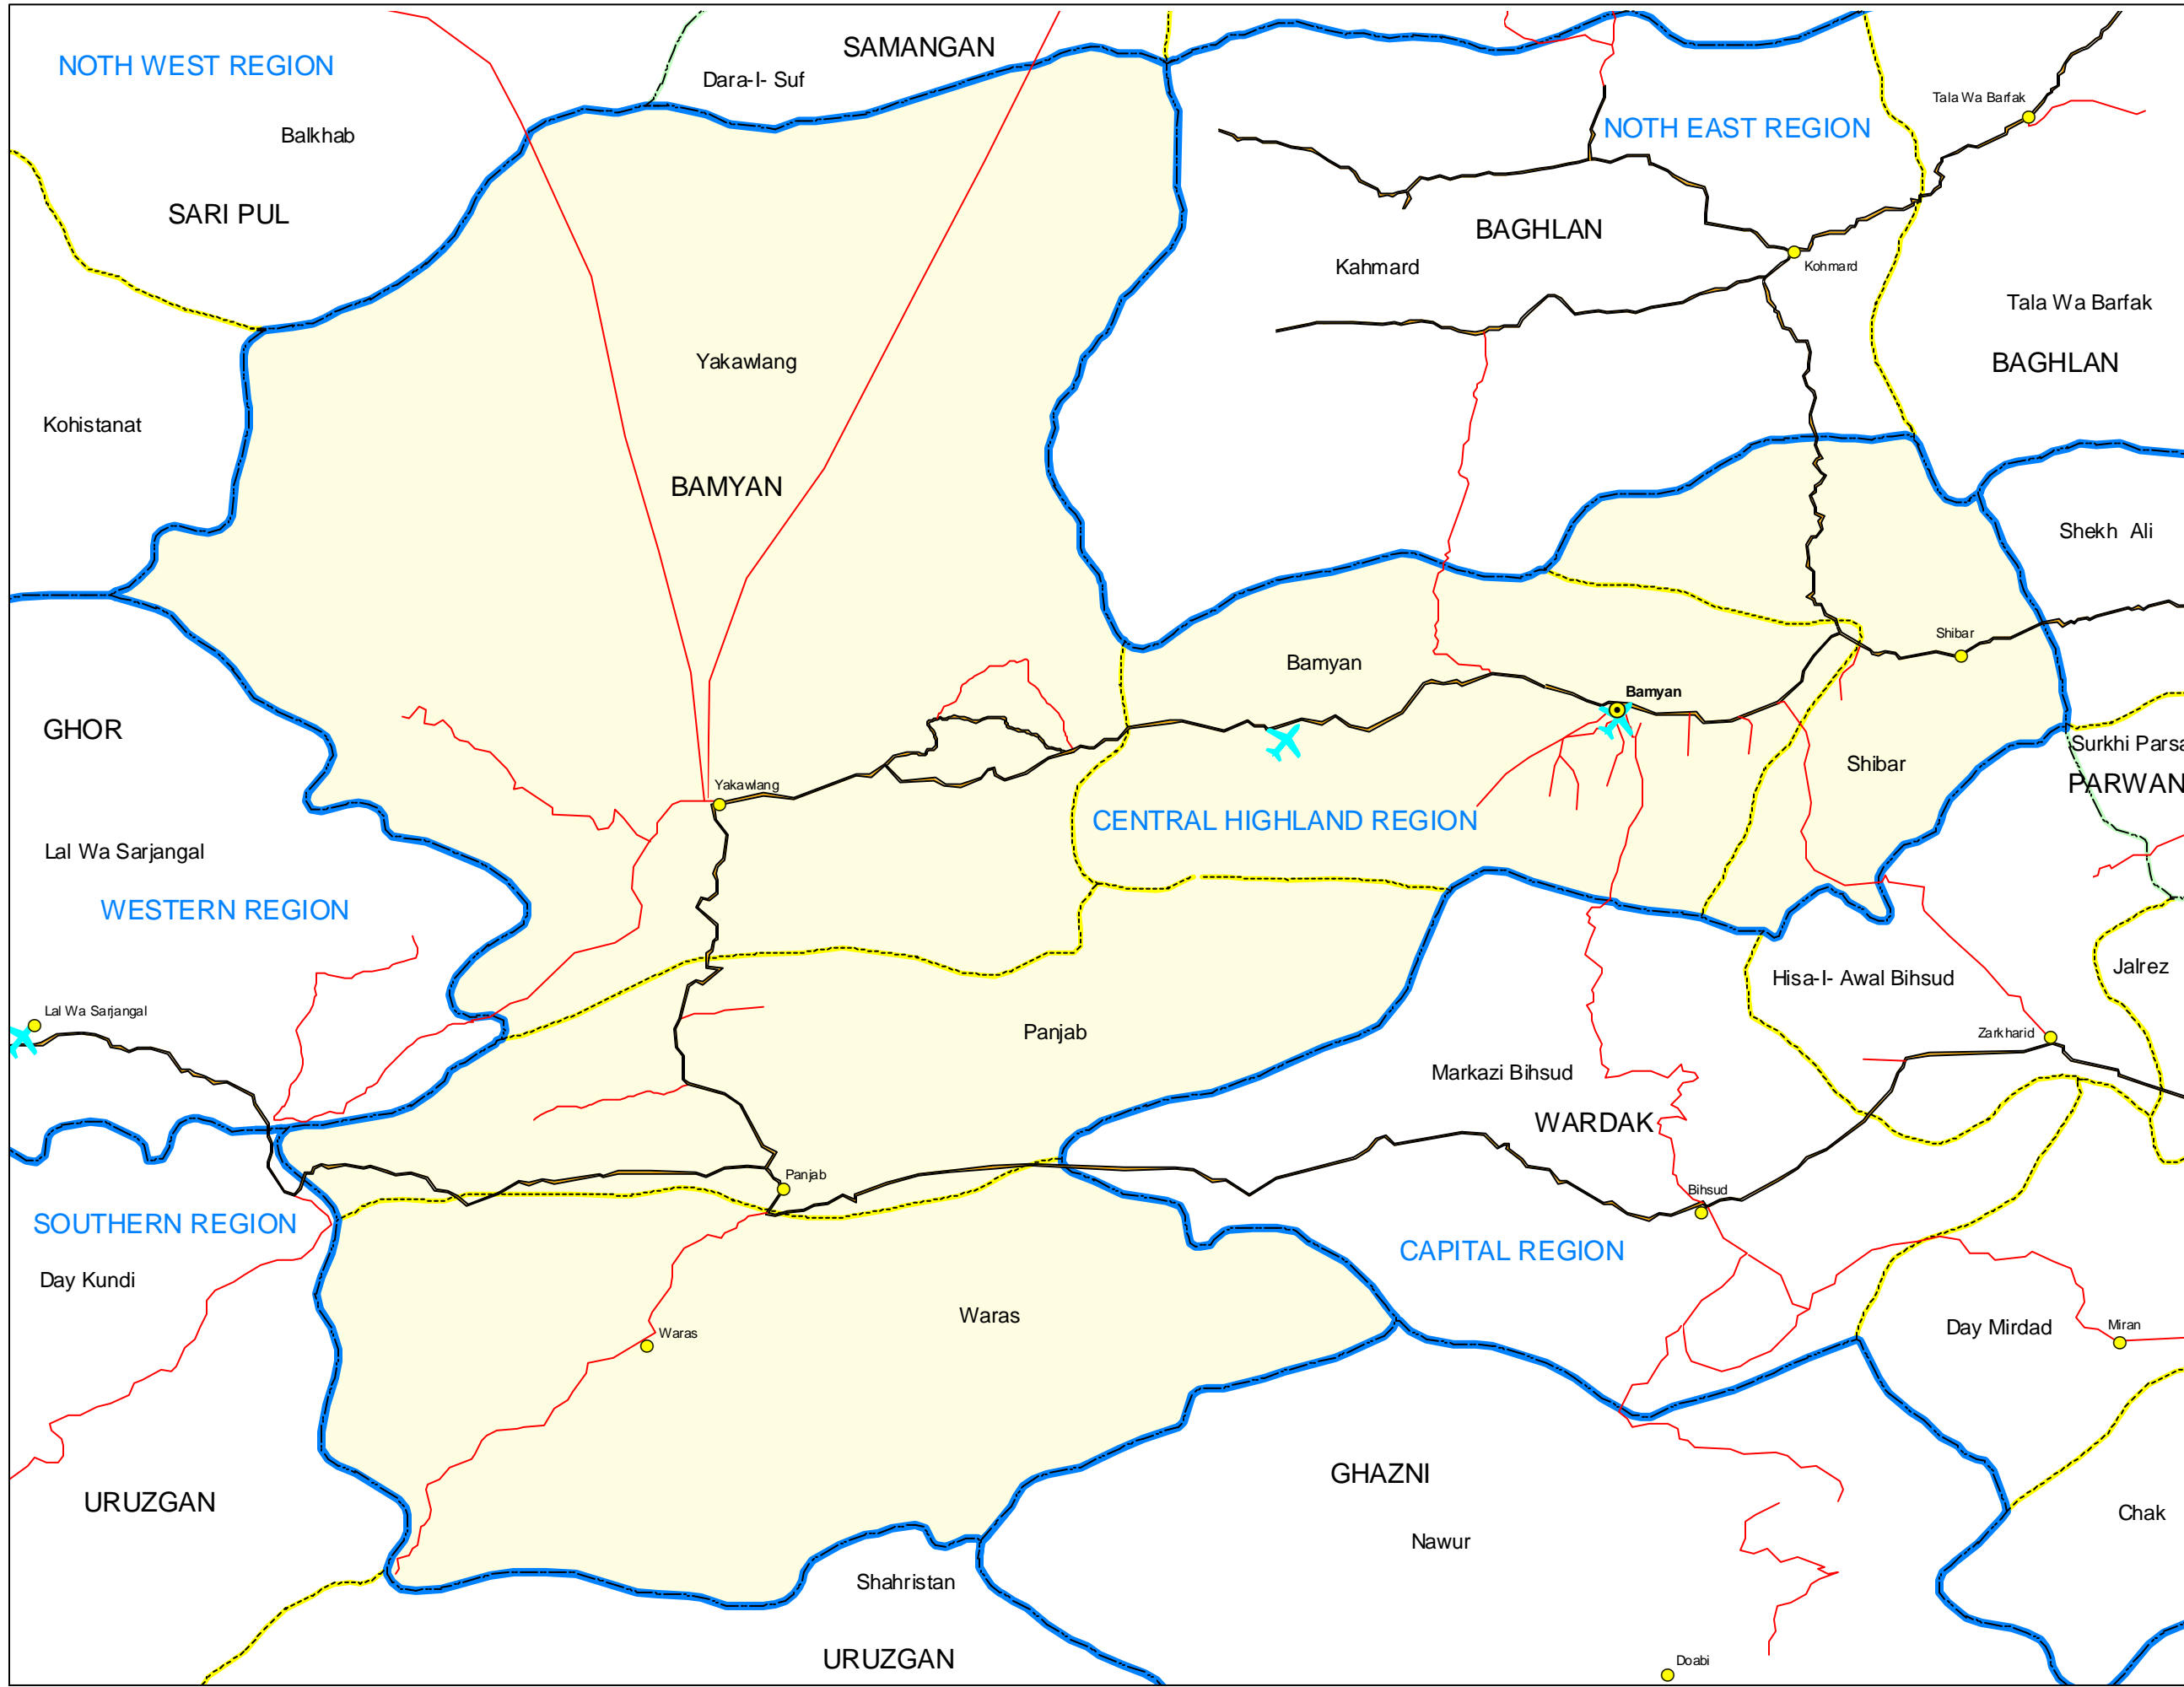 SAMANGAN
NOTH WEST REGION
Dara-I- Suf
Tala Wa Barfak
NOTH EAST REGION
Balkhab
SARI PUL
BAGHLAN
Kahmard
Kohmard
Tala Wa Barfak
Yakawlang
BAGHLAN
Kohistanat
BAMYAN
Shekh Ali
Shibar
Bamyan
Bamyan
GHOR
Surkhi Parsa
Shibar
PARWAN
Yakawlang
CENTRAL HIGHLAND REGION
Lal Wa Sarjangal
WESTERN REGION
Jalrez
Hisa-I- Awal Bihsud
Lal Wa Sarjangal
Panjab
Zarkharid
Markazi Bihsud
WARDAK
Panjab
Bihsud
SOUTHERN REGION
CAPITAL REGION
Day Kundi
Waras
Day Mirdad
Miran
Waras
GHAZNI
URUZGAN
Chak
Nawur
Shahristan
URUZGAN
Doabi